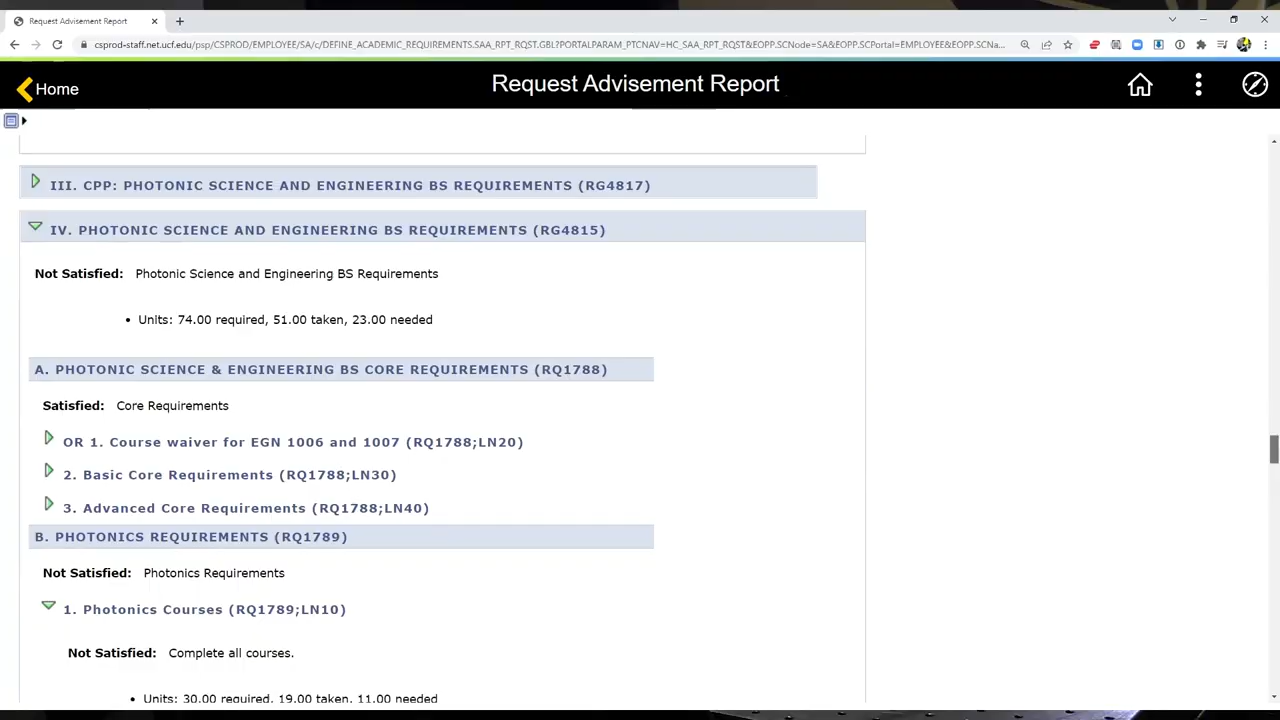 Request Advisement Report
csprod-staff.net.ucf.edu/psp/CSPROD/EMPLOYEE/SA/c/DEFINE_ACADEMIC_REQUIREMENTS.SAA_RPT_RQST.GBL?PORTALPARAM_PTCNAV=HC_SAA_RPT_RQST&EOPP.SCNode=SA&EOPP.SCPortal=EMPLOYEE&EOPP.SCNa...
Home
Request Advisement Report
III. CPP: PHOTONIC SCIENCE AND ENGINEERING BS REQUIREMENTS (RG4817)
IV. PHOTONIC SCIENCE AND ENGINEERING BS REQUIREMENTS (RG4815)
Not Satisfied: Photonic Science and Engineering BS Requirements
• Units: 74.00 required, 51.00 taken, 23.00 needed
A. PHOTONIC SCIENCE & ENGINEERING BS CORE REQUIREMENTS (RQ1788)
Satisfied: Core Requirements
OR 1. Course waiver for EGN 1006 and 1007 (RQ1788;LN20)
2. Basic Core Requirements (RQ1788;LN30)
3. Advanced Core Requirements (RQ1788;LN40)
B. PHOTONICS REQUIREMENTS (RQ1789)
Not Satisfied: Photonics Requirements
1. Photonics Courses (RQ1789;LN10)
Not Satisfied: Complete all courses.
• Units: 30.00 required, 19.00 taken, 11.00 needed